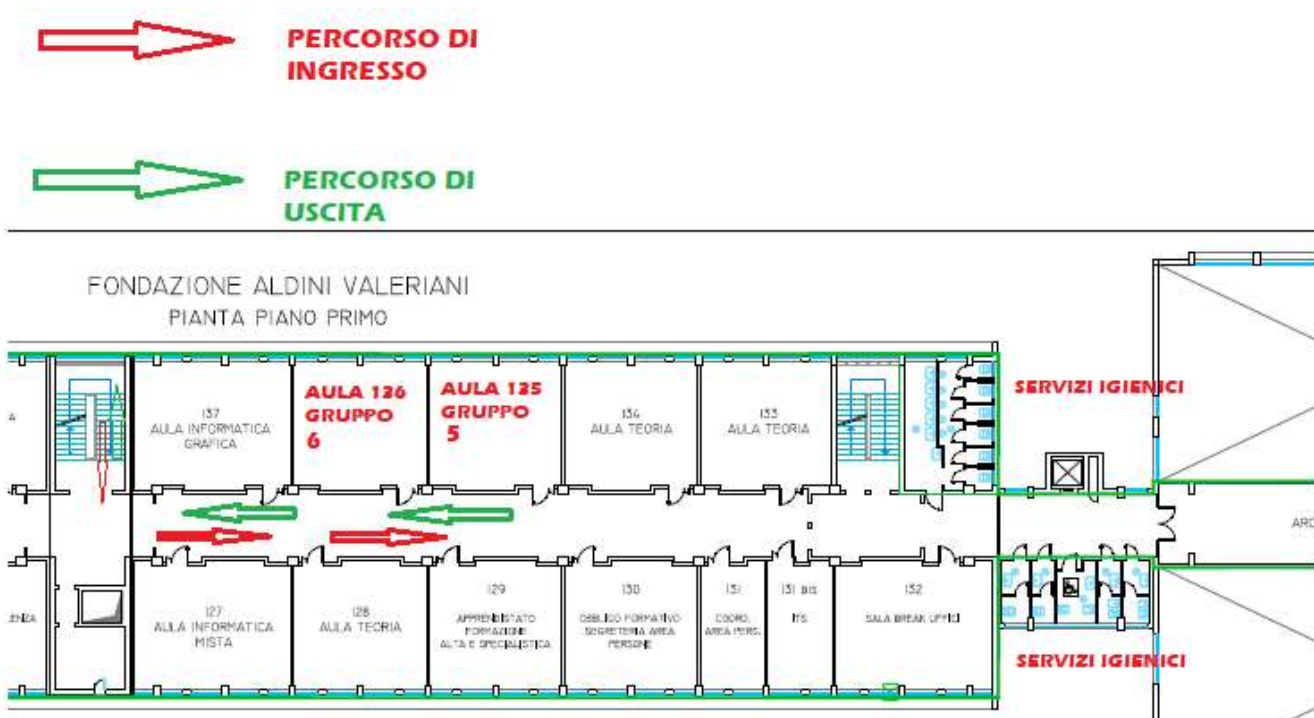 PERCORSO DI
INGRESSO
PERCORSO DI
USCITA
FONDAZIONE ALDINI VALERIANI
PIANTA PIANO PRIMO
137
AULA INFORMATICA
GRAFICA
AULA 136
GRUPPO
6
AULA 135
GRUPPO
5
134
AULA TEORIA
133
AULA TEORIA
SERVIZI IGIENICI
127
AULA INFORMATICA
MISTA
128
AULA TEORIA
129
APPRENDISTATO
FORMAZIONE
ALTA E SPECIALISTICA
130
OBBLIGO FORMATIVO
SEGRETERIA AREA
PERSONE
131
COORD.
AREA PERS.
131 BIS
132
SALA BREAK UFFICI
SERVIZI IGIENICI